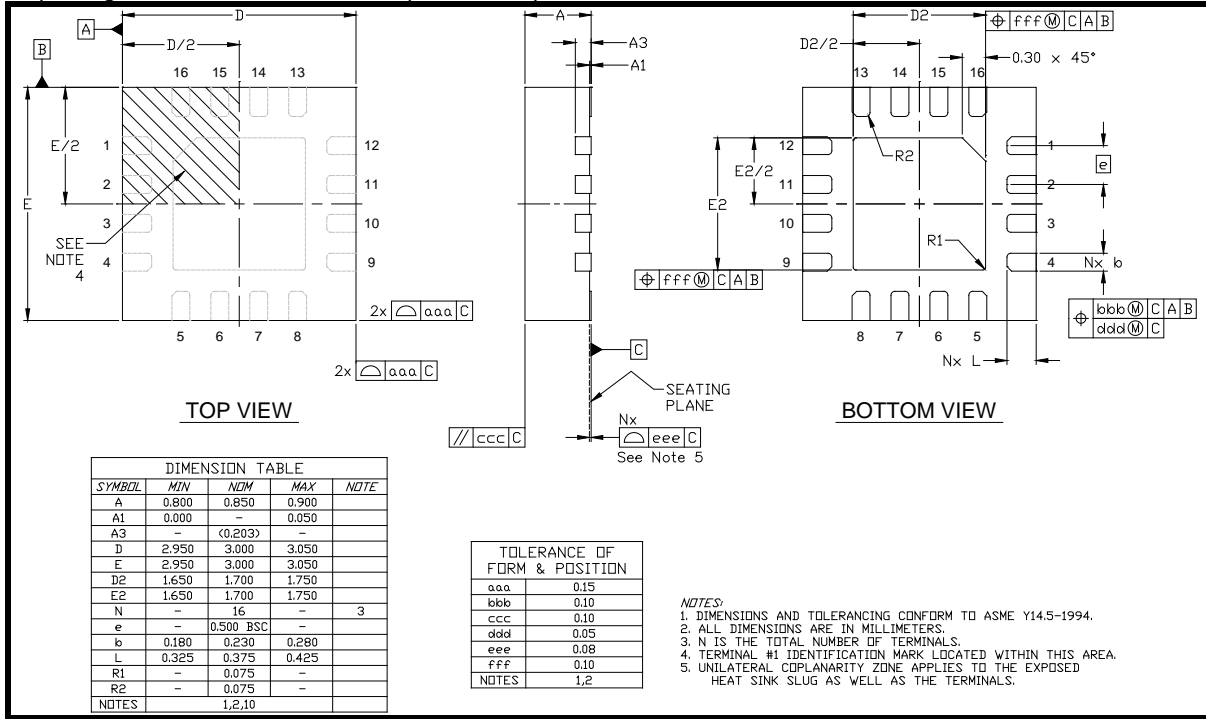 D
A
D/2
B
16 15 14 13
E/2
E
1
2
3
4
12
11
10
9
SEE
NOTE
4
5 6 7 8
2x ⌓ aaa C
2x ⌓ aaa C
TOP VIEW
A
A3
A1
C
SEATING
PLANE
Nx
// ccc C
⌓ eee C
See Note 5
D2
⌖ fff Ⓜ C A B
D2/2
0.30 x 45°
13 14 15 16
R2
12
11
10
9
E2/2
E2
R1
1
2
3
4
e
Nx b
⌖ fff Ⓜ C A B
⌖ bbb Ⓜ C A B
ddd Ⓜ C
8 7 6 5
Nx L
BOTTOM VIEW
DIMENSION TABLE
SYMBOL MIN NOM MAX NOTE
A 0.800 0.850 0.900
A1 0.000 – 0.050
A3 – (0.203) –
D 2.950 3.000 3.050
E 2.950 3.000 3.050
D2 1.650 1.700 1.750
E2 1.650 1.700 1.750
N – 16 – 3
e – 0.500 BSC –
b 0.180 0.230 0.280
L 0.325 0.375 0.425
R1 – 0.075 –
R2 – 0.075 –
NOTES 1,2,10
TOLERANCE OF
FORM & POSITION
aaa 0.15
bbb 0.10
ccc 0.10
ddd 0.05
eee 0.08
fff 0.10
NOTES 1,2
NOTES:
1. DIMENSIONS AND TOLERANCING CONFORM TO ASME Y14.5-1994.
2. ALL DIMENSIONS ARE IN MILLIMETERS.
3. N IS THE TOTAL NUMBER OF TERMINALS.
4. TERMINAL #1 IDENTIFICATION MARK LOCATED WITHIN THIS AREA.
5. UNILATERAL COPLANARITY ZONE APPLIES TO THE EXPOSED
HEAT SINK SLUG AS WELL AS THE TERMINALS.